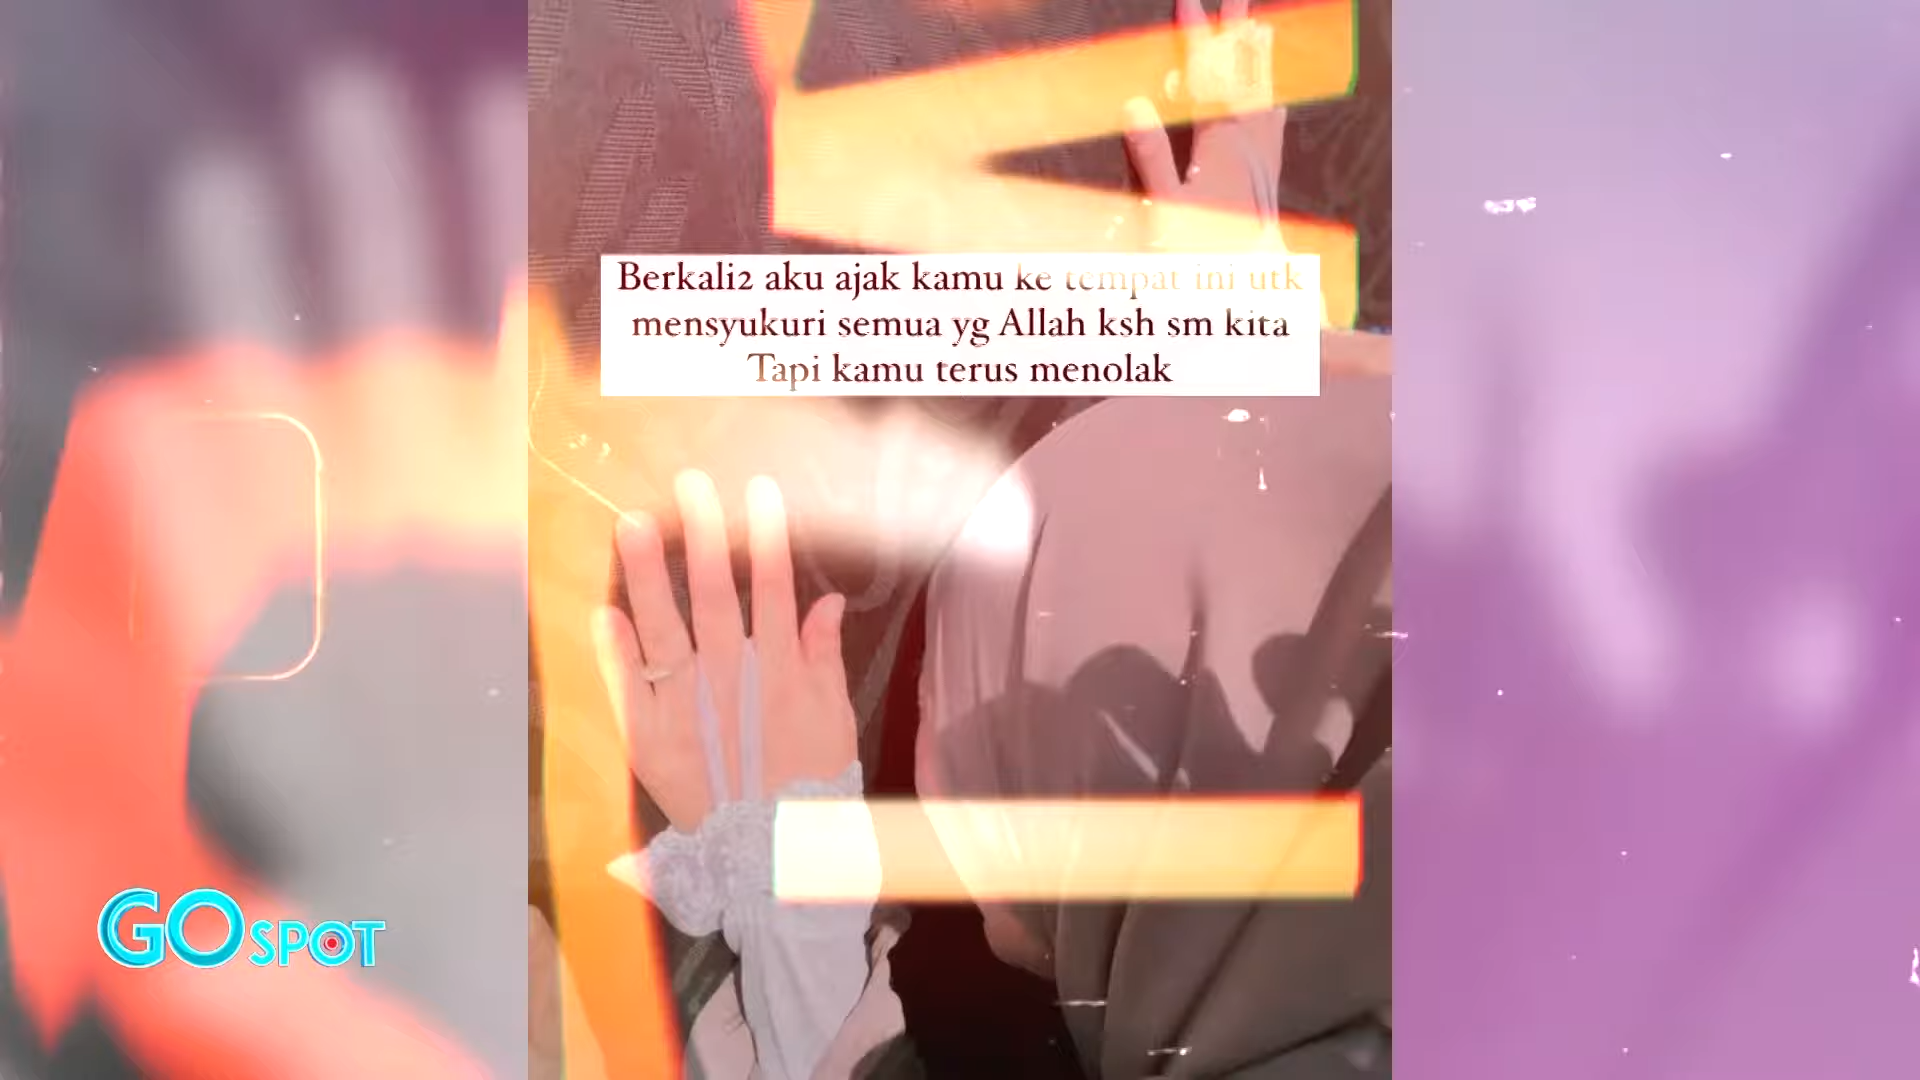 Berkali2 aku ajak kamu ke tempat ini utk
mensyukuri semua yg Allah ksh sm kita
Tapi kamu terus menolak
GO SPOT